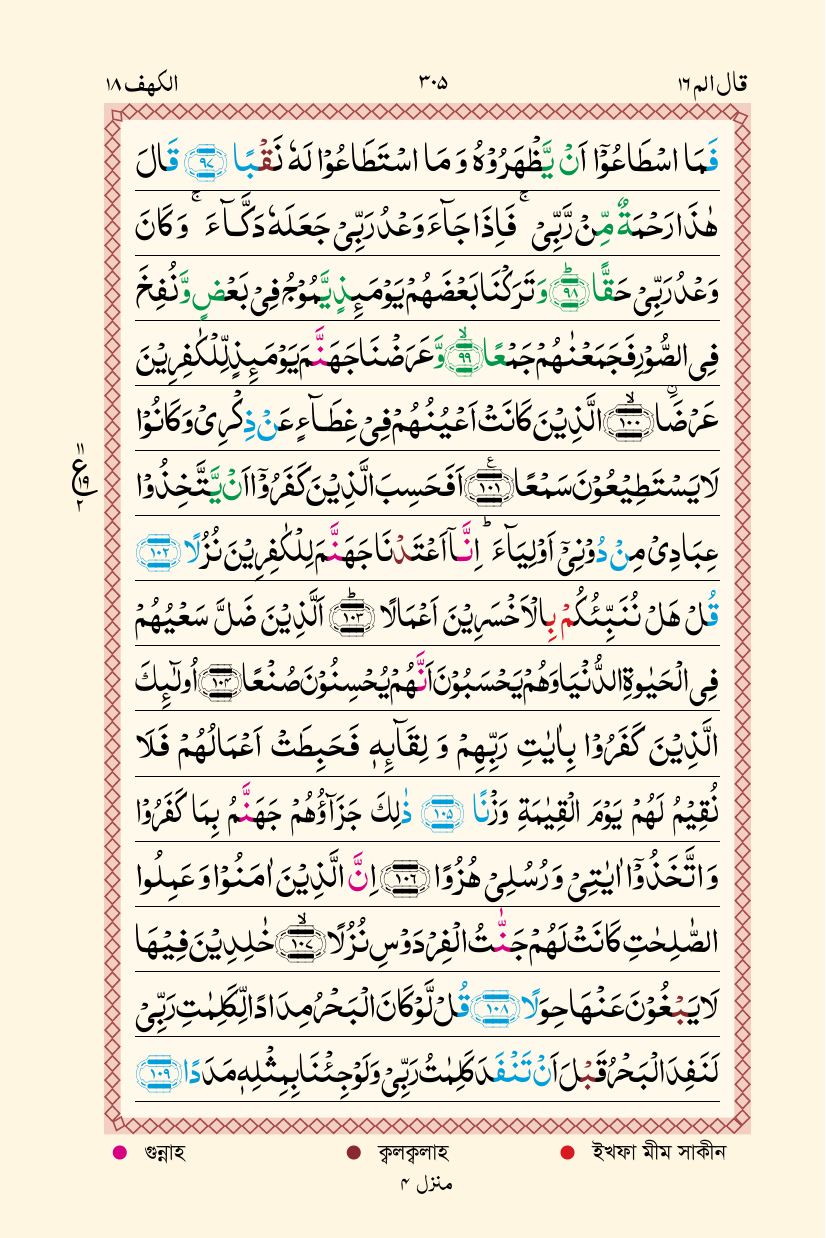 قال الم ١٦ ٣٠٥ الكهف ١٨
فَمَا اسْطَاعُوْۤا اَنْ يَّظْهَرُوْهُ وَ مَا اسْتَطَاعُوْا لَهٗ نَقْبًا ﴿٩٧﴾ قَالَ
هٰذَا رَحْمَةٌ مِّنْ رَّبِّىْ ۚ فَاِذَا جَآءَ وَعْدُ رَبِّىْ جَعَلَهٗ دَكَّآءَ ۚ وَ كَانَ
وَعْدُ رَبِّىْ حَقًّا ؕ﴿٩٨﴾ وَ تَرَكْنَا بَعْضَهُمْ يَوْمَىِٕذٍ يَّمُوْجُ فِىْ بَعْضٍ وَّ نُفِخَ
فِى الصُّوْرِ فَجَمَعْنٰهُمْ جَمْعًا ۙ﴿٩٩﴾ وَّ عَرَضْنَا جَهَنَّمَ يَوْمَىِٕذٍ لِّلْكٰفِرِيْنَ
عَرْضَا ۙ﴿١٠٠﴾ الَّذِيْنَ كَانَتْ اَعْيُنُهُمْ فِىْ غِطَآءٍ عَنْ ذِكْرِىْ وَ كَانُوْا
لَا يَسْتَطِيْعُوْنَ سَمْعًا ﴿١٠١﴾ اَفَحَسِبَ الَّذِيْنَ كَفَرُوْۤا اَنْ يَّتَّخِذُوْا
ع ١١ ١٩ ٢
عِبَادِىْ مِنْ دُوْنِىْۤ اَوْلِيَآءَ ؕ اِنَّاۤ اَعْتَدْنَا جَهَنَّمَ لِلْكٰفِرِيْنَ نُزُلًا ﴿١٠٢﴾
قُلْ هَلْ نُنَبِّئُكُمْ بِالْاَخْسَرِيْنَ اَعْمَالًا ؕ﴿١٠٣﴾ اَلَّذِيْنَ ضَلَّ سَعْيُهُمْ
فِى الْحَيٰوةِ الدُّنْيَا وَ هُمْ يَحْسَبُوْنَ اَنَّهُمْ يُحْسِنُوْنَ صُنْعًا ﴿١٠٤﴾ اُولٰٓىِٕكَ
الَّذِيْنَ كَفَرُوْا بِاٰيٰتِ رَبِّهِمْ وَ لِقَآىِٕهٖ فَحَبِطَتْ اَعْمَالُهُمْ فَلَا
نُقِيْمُ لَهُمْ يَوْمَ الْقِيٰمَةِ وَزْنًا ﴿١٠٥﴾ ذٰلِكَ جَزَآؤُهُمْ جَهَنَّمُ بِمَا كَفَرُوْا
وَ اتَّخَذُوْۤا اٰيٰتِىْ وَ رُسُلِىْ هُزُوًا ﴿١٠٦﴾ اِنَّ الَّذِيْنَ اٰمَنُوْا وَ عَمِلُوا
الصّٰلِحٰتِ كَانَتْ لَهُمْ جَنّٰتُ الْفِرْدَوْسِ نُزُلًا ۙ﴿١٠٧﴾ خٰلِدِيْنَ فِيْهَا
لَا يَبْغُوْنَ عَنْهَا حِوَلًا ﴿١٠٨﴾ قُلْ لَّوْ كَانَ الْبَحْرُ مِدَادًا لِّكَلِمٰتِ رَبِّىْ
لَنَفِدَ الْبَحْرُ قَبْلَ اَنْ تَنْفَدَ كَلِمٰتُ رَبِّىْ وَ لَوْ جِئْنَا بِمِثْلِهٖ مَدَدًا ﴿١٠٩﴾
গুন্নাহ ক্বলক্বলাহ ইখফা মীম সাকীন
منزل ٤